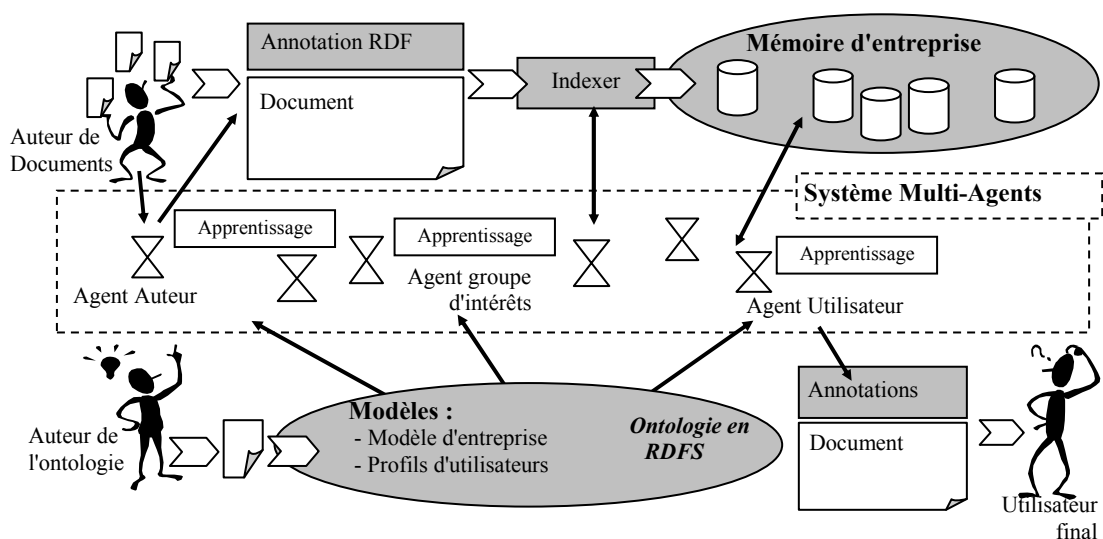 Annotation RDF
Mémoire d'entreprise
Indexer
Document
Auteur de
Documents
Système Multi-Agents
Apprentissage
Apprentissage
Apprentissage
Agent Auteur
Agent groupe
d'intérêts
Agent Utilisateur
Annotations
Modèles :
- Modèle d'entreprise
- Profils d'utilisateurs
Ontologie en
RDFS
Auteur de
l'ontologie
Document
Utilisateur
final